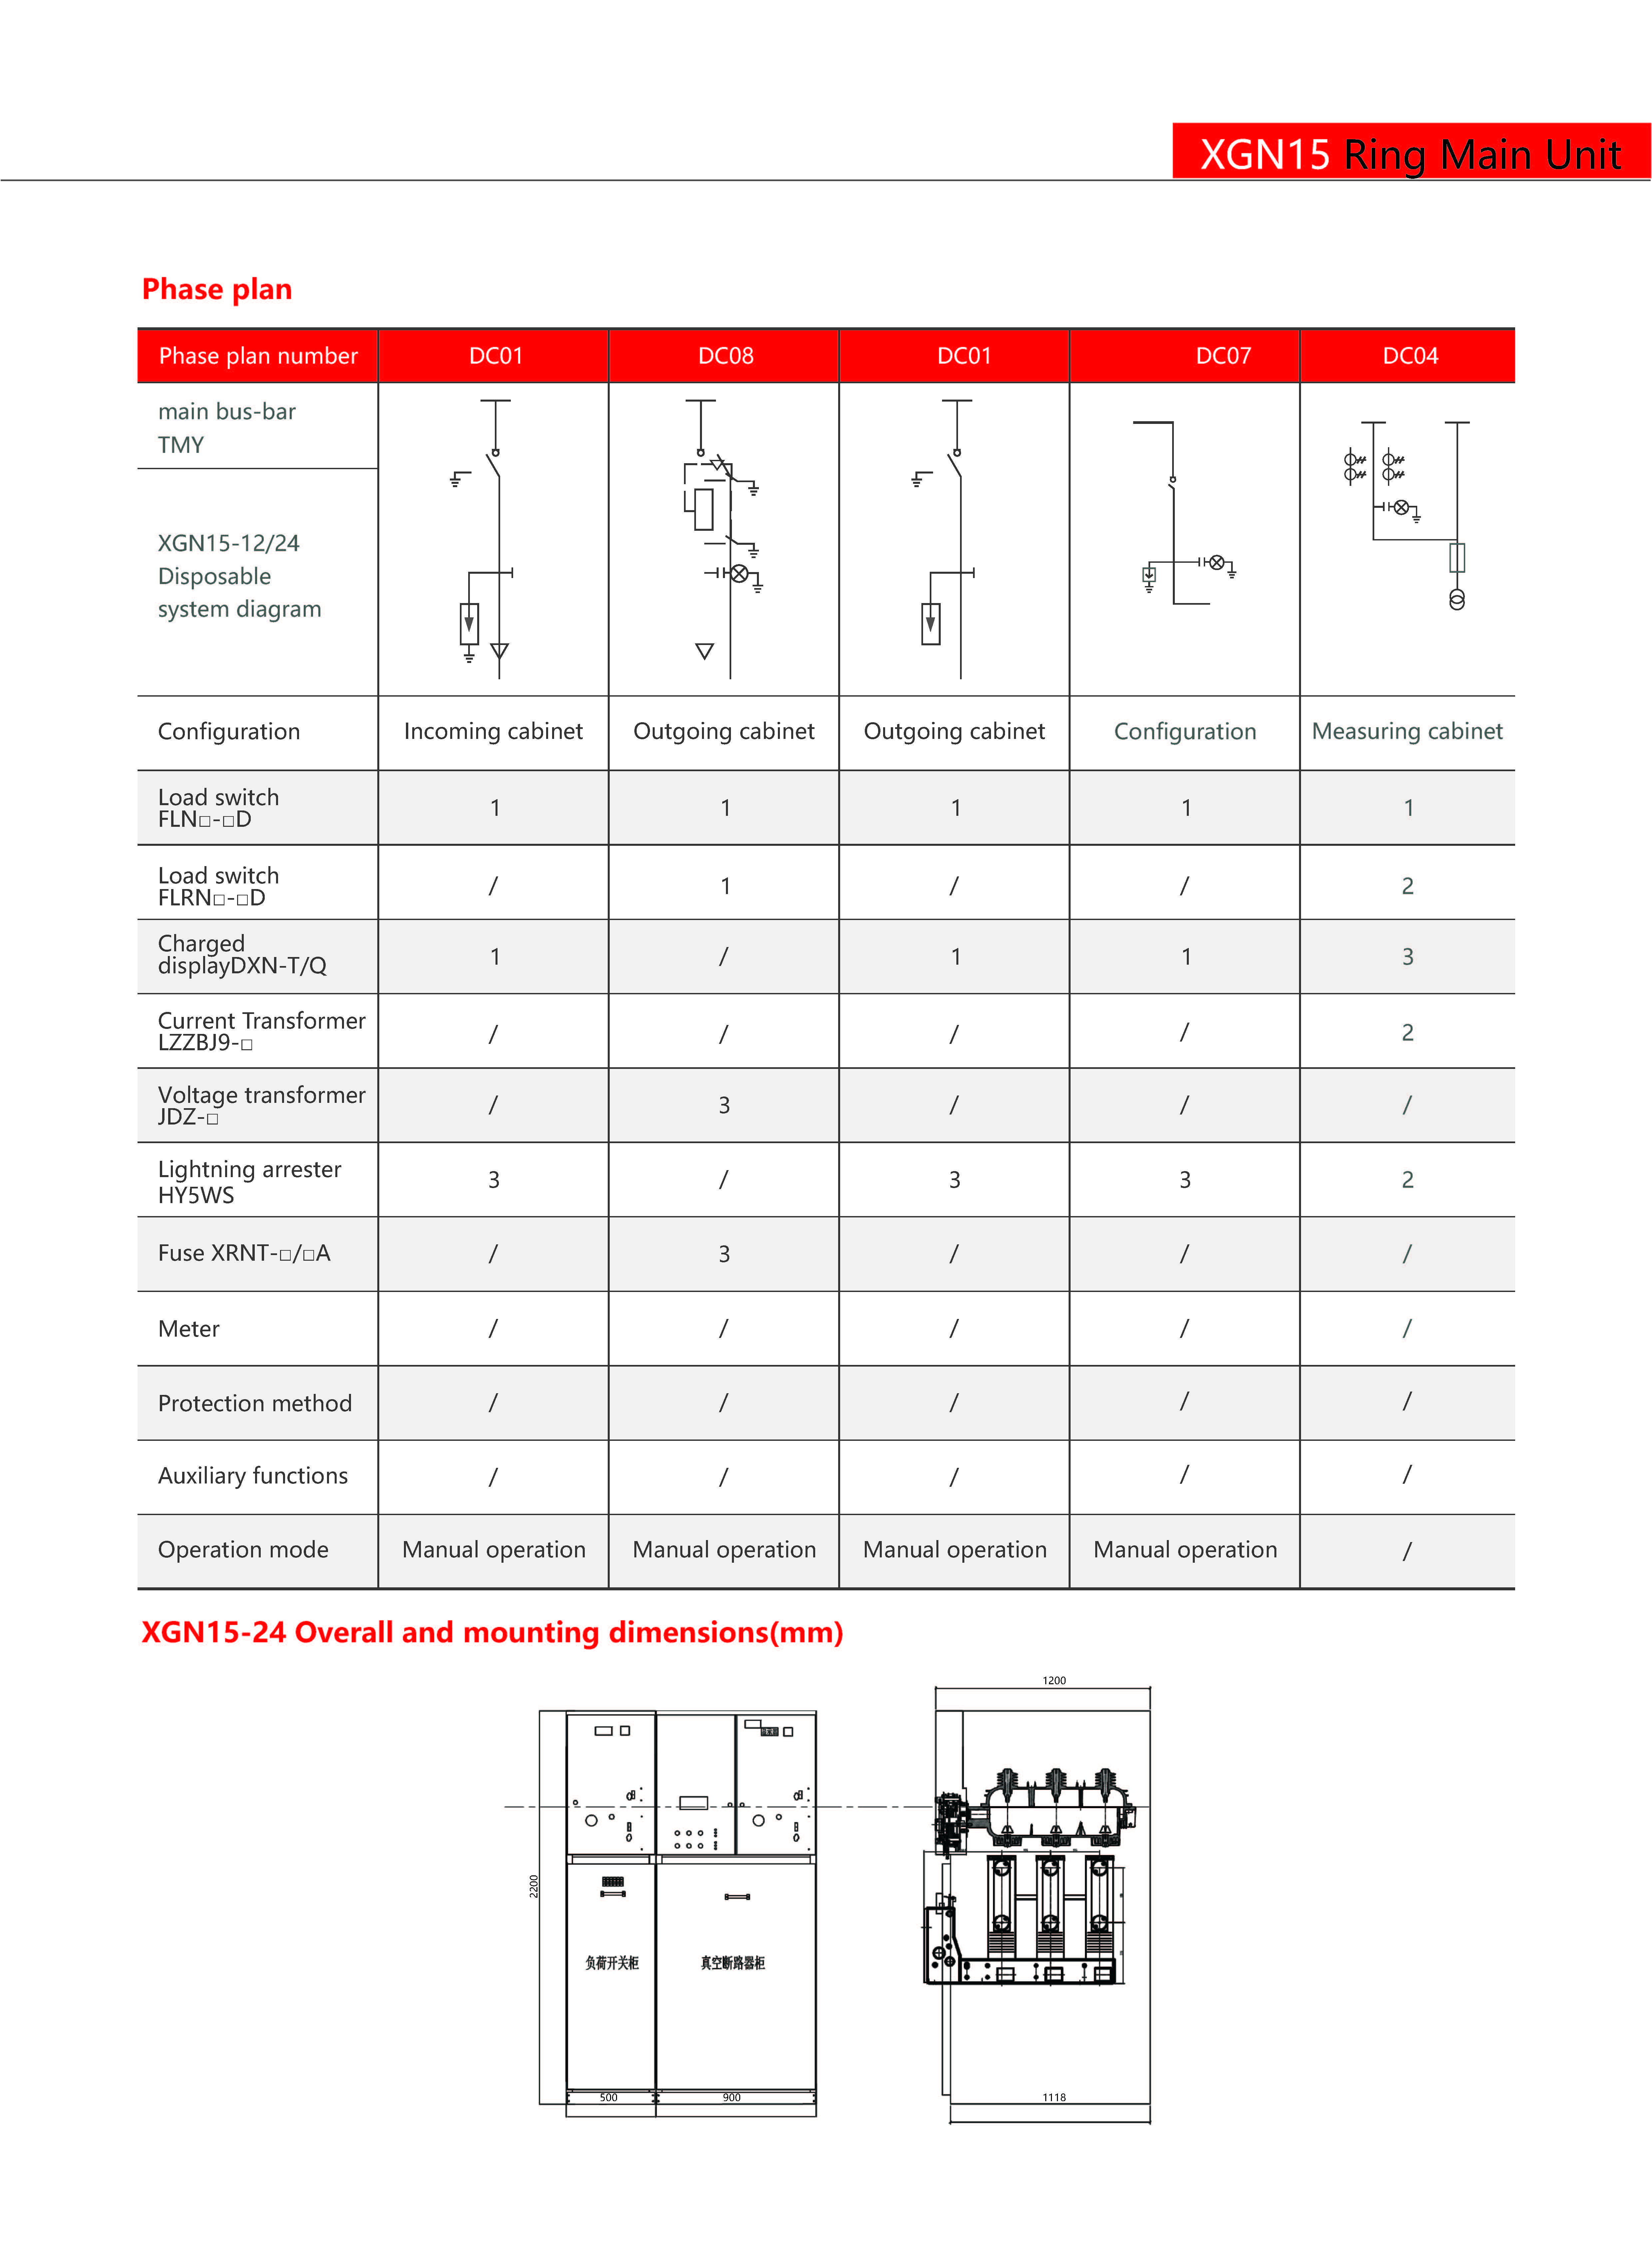 XGN15 Ring Main Unit
Phase plan
Phase plan number DC01 DC08 DC01 DC07 DC04
main bus-bar
TMY
XGN15-12/24
Disposable
system diagram
Configuration Incoming cabinet Outgoing cabinet Outgoing cabinet Configuration Measuring cabinet
Load switch
FLN□-□D 1 1 1 1 1
Load switch
FLRN□-□D / 1 / / 2
Charged
displayDXN-T/Q 1 / 1 1 3
Current Transformer
LZZBJ9-□ / / / / 2
Voltage transformer
JDZ-□ / 3 / / /
Lightning arrester
HY5WS 3 / 3 3 2
Fuse XRNT-□/□A / 3 / / /
Meter / / / / /
Protection method / / / / /
Auxiliary functions / / / / /
Operation mode Manual operation Manual operation Manual operation Manual operation /
XGN15-24 Overall and mounting dimensions(mm)
1200
2200
负荷开关柜 真空断路器柜
500 900 1118